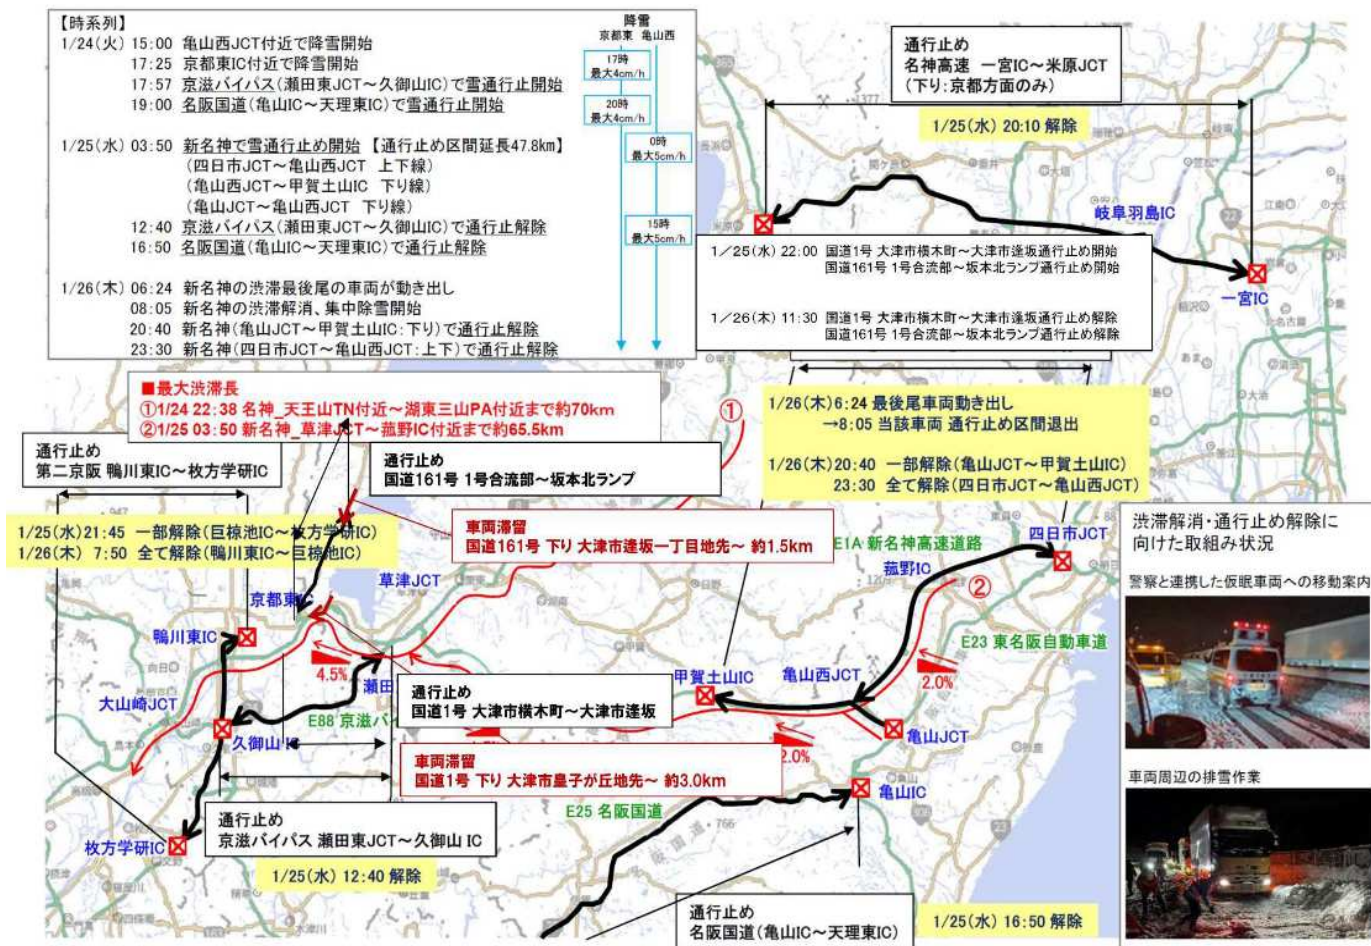 【時系列】
1/24(火) 15:00 亀山西JCT付近で降雪開始
17:25 京都東IC付近で降雪開始
17:57 京滋バイパス(瀬田東JCT～久御山IC)で雪通行止開始
19:00 名阪国道(亀山IC～天理東IC)で雪通行止開始
1/25(水) 03:50 新名神で雪通行止め開始 【通行止め区間延長47.8km】
(四日市JCT～亀山西JCT 上下線)
(亀山西JCT～甲賀土山IC 下り線)
(亀山JCT～亀山西JCT 下り線)
12:40 京滋バイパス(瀬田東JCT～久御山IC)で通行止解除
16:50 名阪国道(亀山IC～天理東IC)で通行止解除
1/26(木) 06:24 新名神の渋滞最後尾の車両が動き出し
08:05 新名神の渋滞解消、集中除雪開始
20:40 新名神(亀山JCT～甲賀土山IC:下り)で通行止解除
23:30 新名神(四日市JCT～亀山西JCT:上下)で通行止解除
降雪
京都東 亀山西
17時
最大4cm/h
20時
最大4cm/h
0時
最大5cm/h
15時
最大5cm/h
通行止め
名神高速 一宮IC～米原JCT
(下り:京都方面のみ)
1/25(水) 20:10 解除
岐阜羽島IC
一宮IC
1/25(水) 22:00 国道1号 大津市横木町～大津市逢坂通行止め開始
国道161号 1号合流部～坂本北ランプ通行止め開始
1/26(木) 11:30 国道1号 大津市横木町～大津市逢坂通行止め解除
国道161号 1号合流部～坂本北ランプ通行止め解除
■最大渋滞長
①1/24 22:38 名神_天王山TN付近～湖東三山PA付近まで約70km
②1/25 03:50 新名神_草津JCT～菰野IC付近まで約65.5km
①
1/26(木)6:24 最後尾車両動き出し
→8:05 当該車両 通行止め区間退出
1/26(木)20:40 一部解除(亀山JCT～甲賀土山IC)
23:30 全て解除(四日市JCT～亀山西JCT)
通行止め
第二京阪 鴨川東IC～枚方学研IC
1/25(水)21:45 一部解除(巨椋池IC～枚方学研IC)
1/26(木) 7:50 全て解除(鴨川東IC～巨椋池IC)
通行止め
国道161号 1号合流部～坂本北ランプ
車両滞留
国道161号 下り 大津市逢坂一丁目地先～ 約1.5km
E1A 新名神高速道路
四日市JCT
菰野IC
②
E23 東名阪自動車道
草津JCT
京都東IC
鴨川東IC
4.5%
瀬田
大山崎JCT
久御山IC
E88 京滋バイ
甲賀土山IC
亀山西JCT
2.0%
亀山JCT
2.0%
亀山IC
通行止め
国道1号 大津市横木町～大津市逢坂
車両滞留
国道1号 下り 大津市皇子が丘地先～ 約3.0km
E25 名阪国道
枚方学研IC
通行止め
京滋バイパス 瀬田東JCT～久御山 IC
1/25(水) 12:40 解除
通行止め
名阪国道(亀山IC～天理東IC)
1/25(水) 16:50 解除
渋滞解消・通行止め解除に
向けた取組み状況
警察と連携した仮眠車両への移動案内
車両周辺の排雪作業